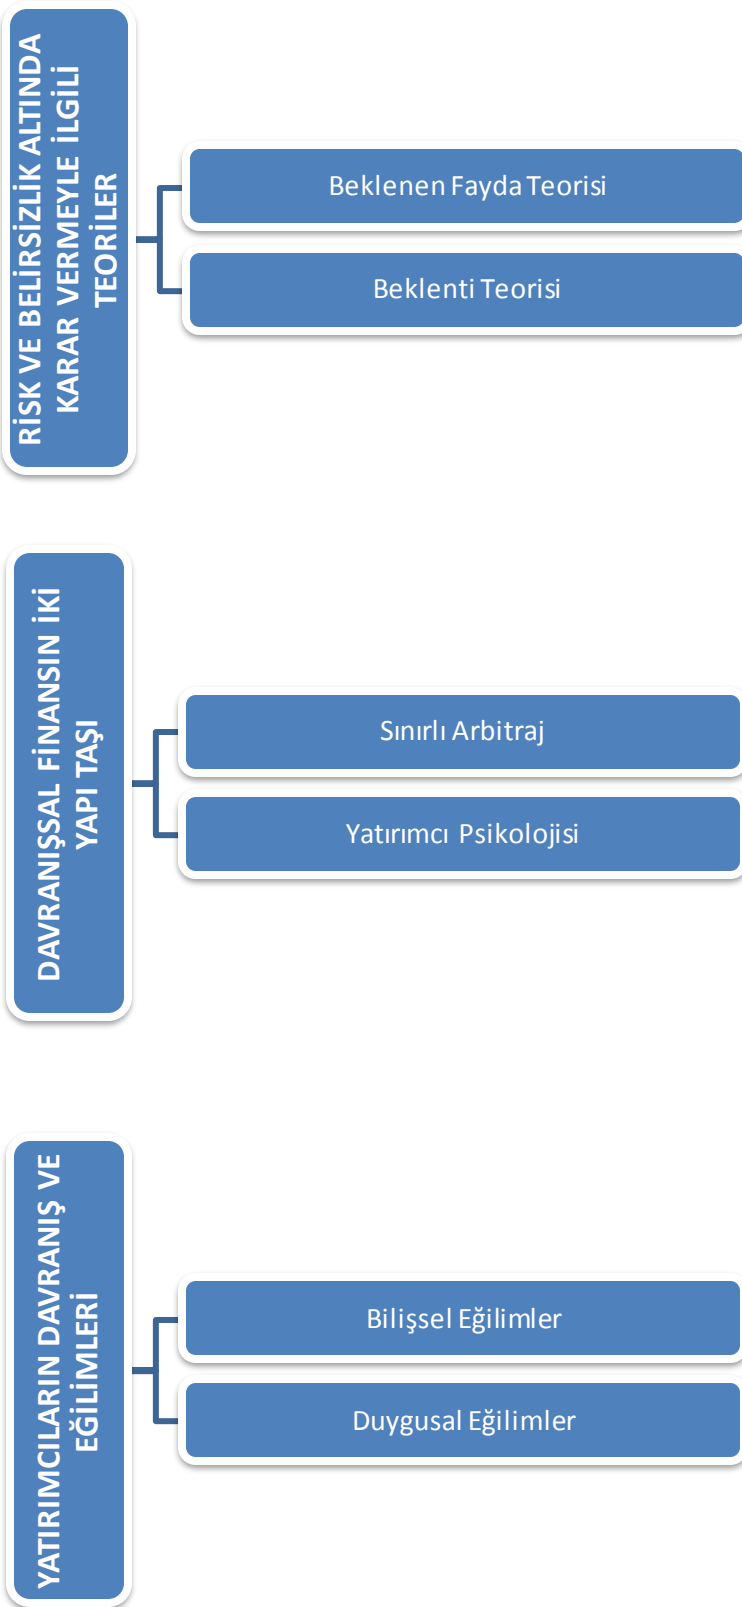 RİSK VE BELİRSİZLİK ALTINDA
KARAR VERMEYLE İLGİLİ
TEORİLER
Beklenen Fayda Teorisi
Beklenti Teorisi
DAVRANIŞSAL FİNANSIN İKİ
YAPI TAŞI
Sınırlı Arbitraj
Yatırımcı Psikolojisi
YATIRIMCILARIN DAVRANIŞ VE
EĞİLİMLERİ
Bilişsel Eğilimler
Duygusal Eğilimler